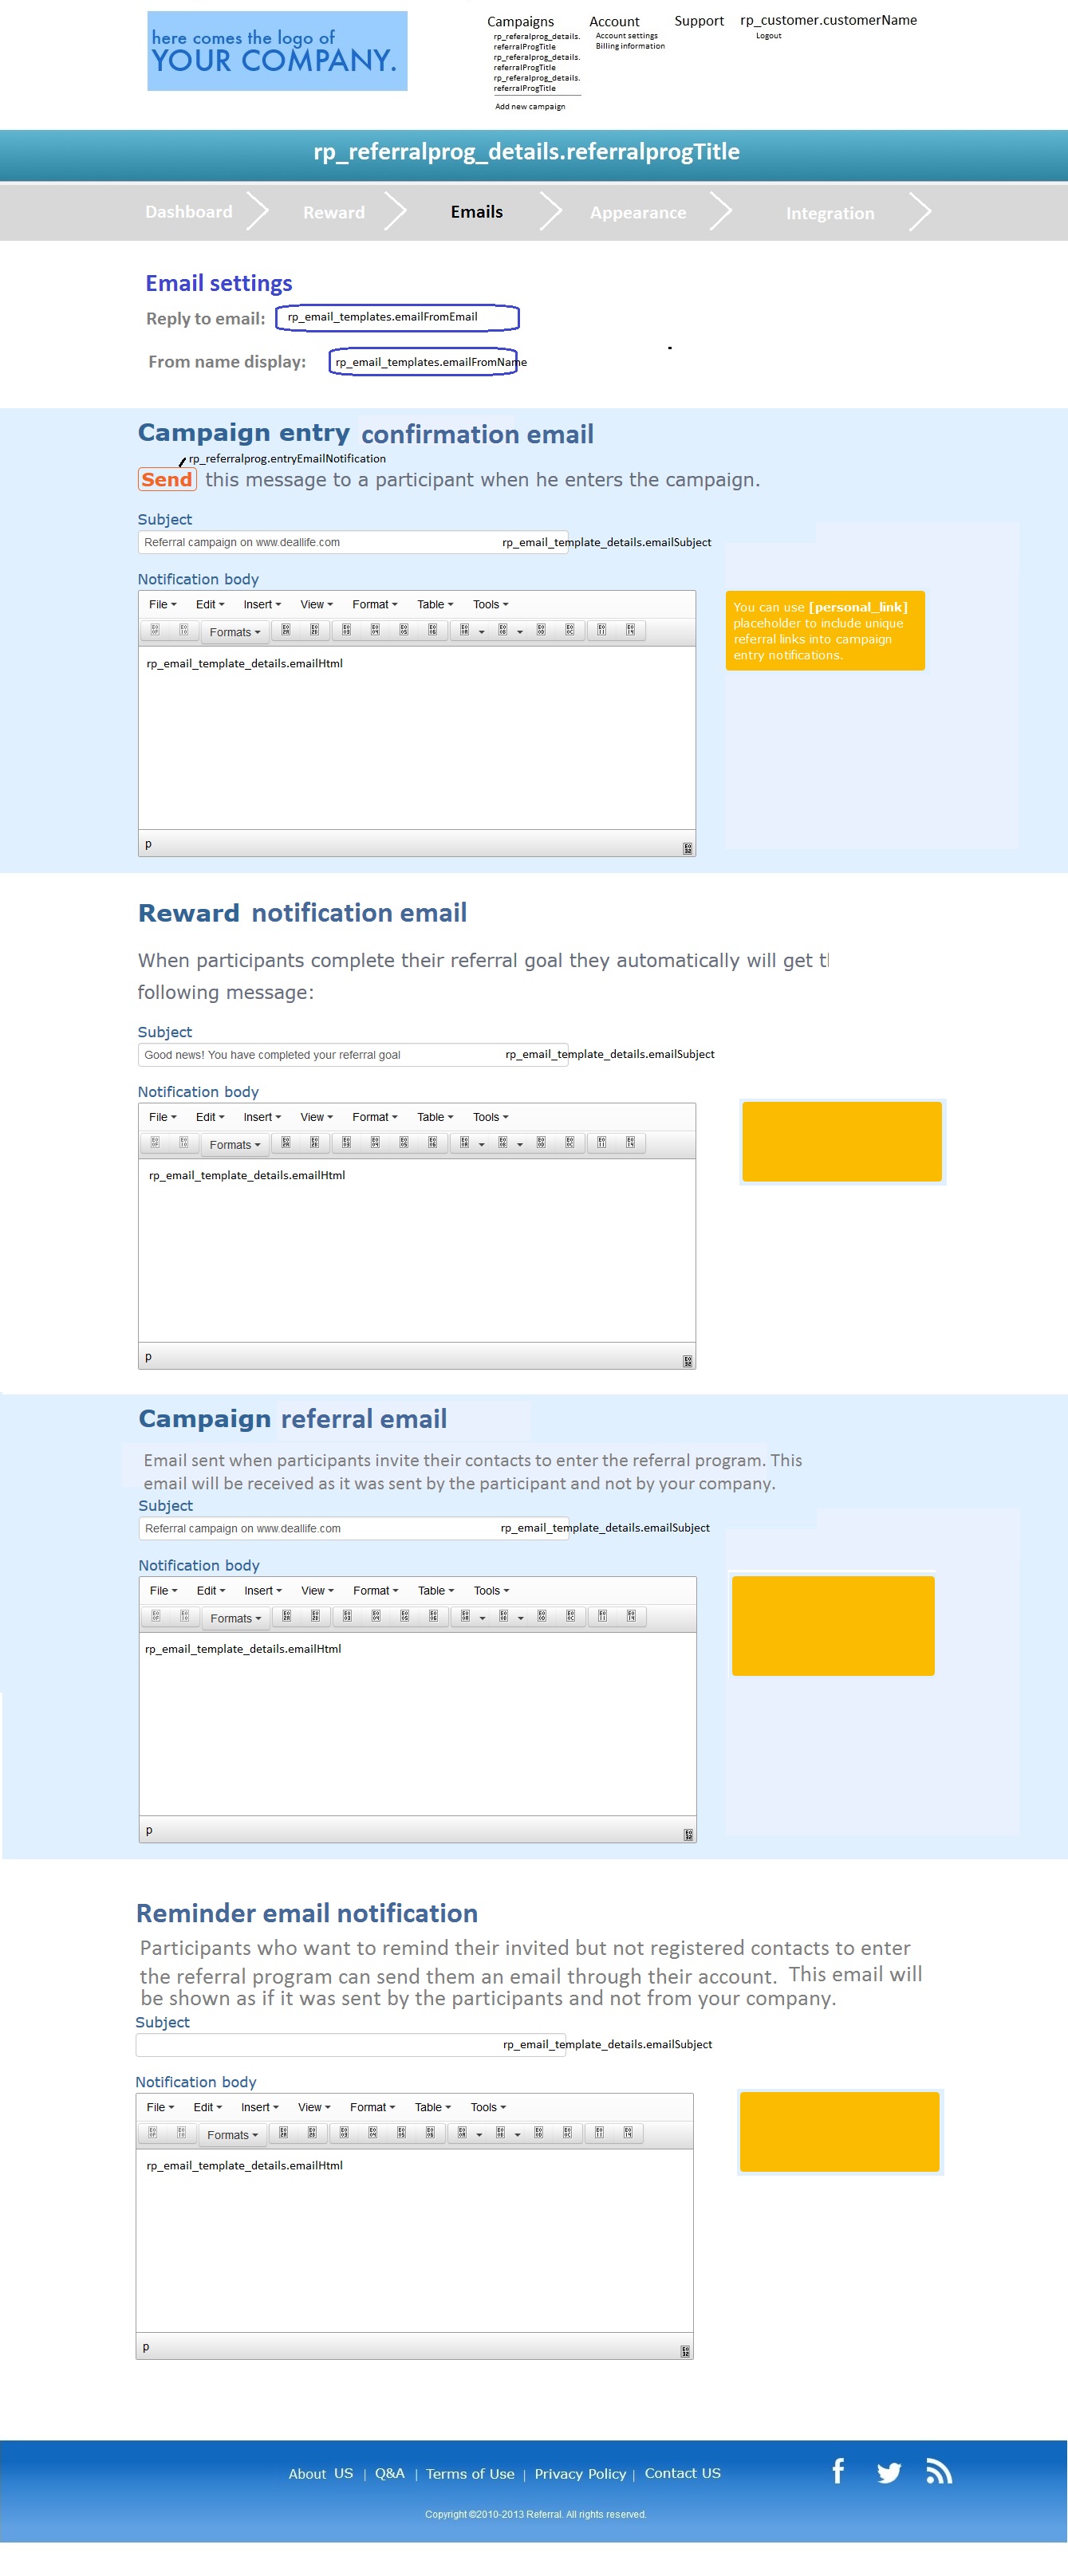 here comes the logo of
YOUR COMPANY.
Campaigns
rp_referalprog_details.
referralProgTitle
rp_referalprog_details.
referralProgTitle
rp_referalprog_details.
referralProgTitle
Add new campaign
Account
Account settings
Billing information
Support
rp_customer.customerName
Logout
rp_referralprog_details.referralprogTitle
Dashboard Reward Emails Appearance Integration
Email settings
Reply to email: rp_email_templates.emailFromEmail
From name display: rp_email_templates.emailFromName
Campaign entry confirmation email
rp_referralprog.entryEmailNotification
Send this message to a participant when he enters the campaign.
Subject
Referral campaign on www.deallife.com rp_email_template_details.emailSubject
Notification body
File Edit Insert View Format Table Tools
Formats
rp_email_template_details.emailHtml
p
You can use [personal_link]
placeholder to include unique
referral links into campaign
entry notifications.
Reward notification email
When participants complete their referral goal they automatically will get t
following message:
Subject
Good news! You have completed your referral goal rp_email_template_details.emailSubject
Notification body
File Edit Insert View Format Table Tools
Formats
rp_email_template_details.emailHtml
p
Campaign referral email
Email sent when participants invite their contacts to enter the referral program. This
email will be received as it was sent by the participant and not by your company.
Subject
Referral campaign on www.deallife.com rp_email_template_details.emailSubject
Notification body
File Edit Insert View Format Table Tools
Formats
rp_email_template_details.emailHtml
p
Reminder email notification
Participants who want to remind their invited but not registered contacts to enter
the referral program can send them an email through their account. This email will
be shown as if it was sent by the participants and not from your company.
Subject
rp_email_template_details.emailSubject
Notification body
File Edit Insert View Format Table Tools
Formats
rp_email_template_details.emailHtml
p
About US | Q&A | Terms of Use | Privacy Policy | Contact US
Copyright ©2010-2013 Referral. All rights reserved.